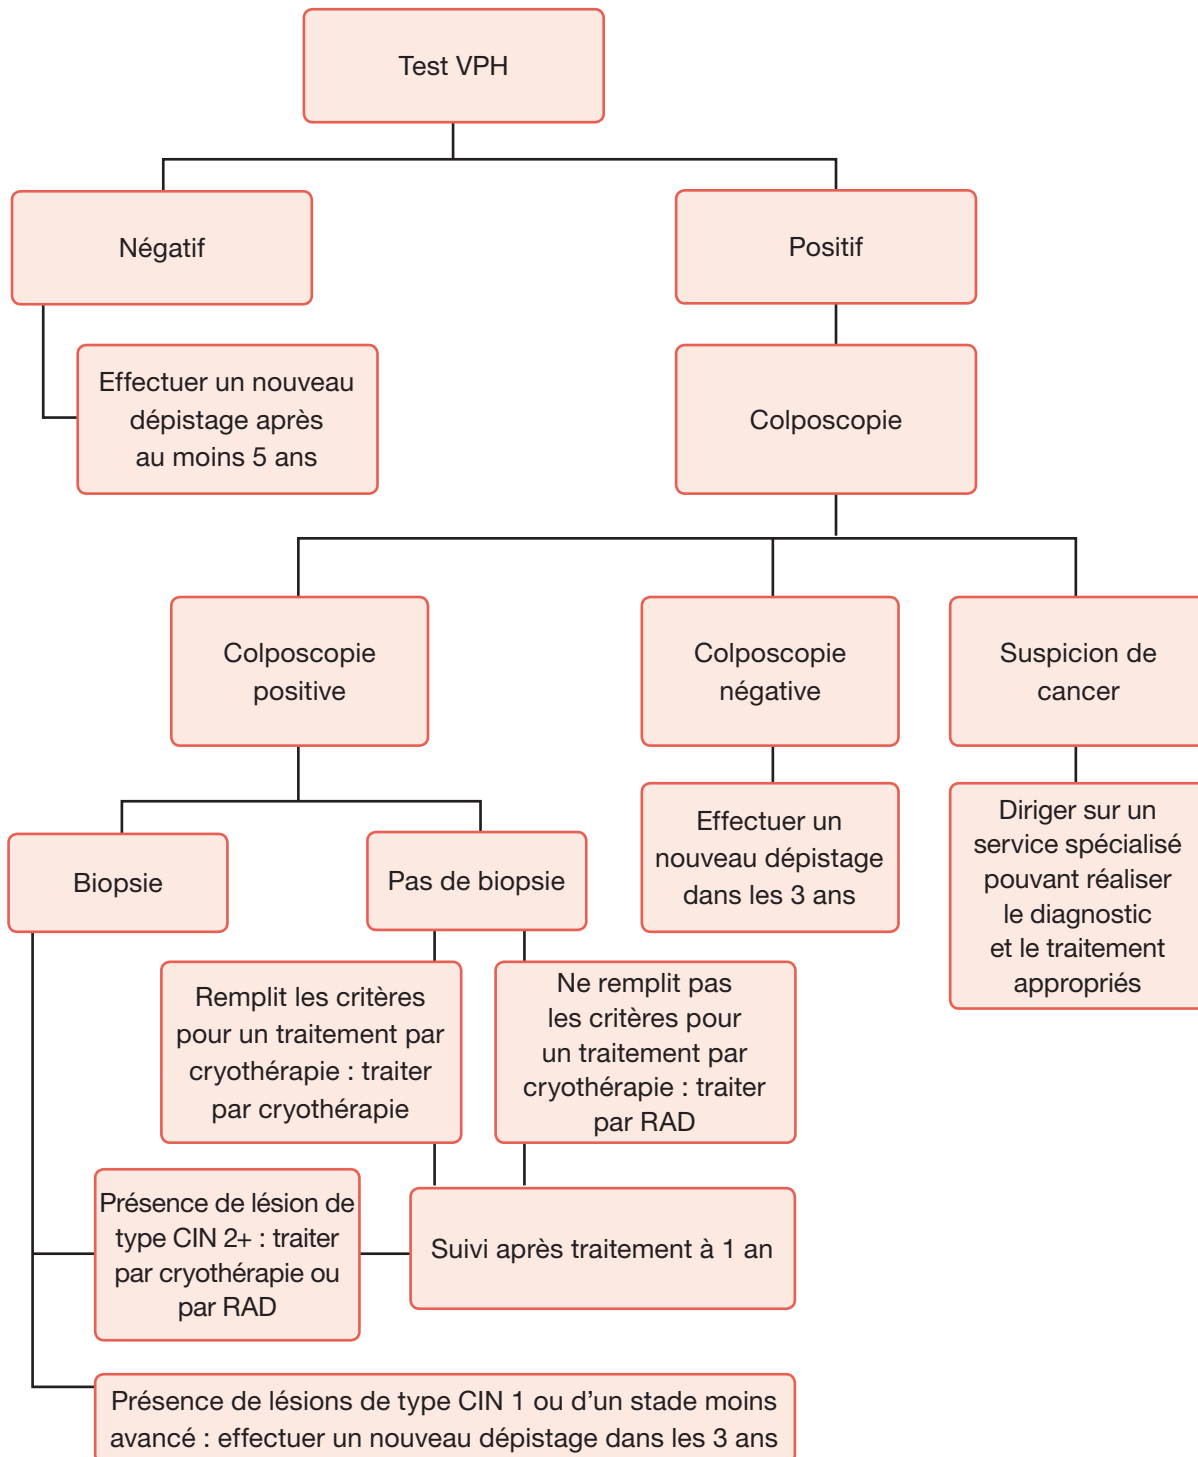 Test VPH
Négatif
Positif
Effectuer un nouveau
dépistage après
au moins 5 ans
Colposcopie
Colposcopie
positive
Colposcopie
négative
Suspicion de
cancer
Effectuer un
nouveau dépistage
dans les 3 ans
Diriger sur un
service spécialisé
pouvant réaliser
le diagnostic
et le traitement
appropriés
Biopsie
Pas de biopsie
Remplit les critères
pour un traitement par
cryothérapie : traiter
par cryothérapie
Ne remplit pas
les critères pour
un traitement par
cryothérapie : traiter
par RAD
Présence de lésion de
type CIN 2+ : traiter
par cryothérapie ou
par RAD
Suivi après traitement à 1 an
Présence de lésions de type CIN 1 ou d’un stade moins
avancé : effectuer un nouveau dépistage dans les 3 ans